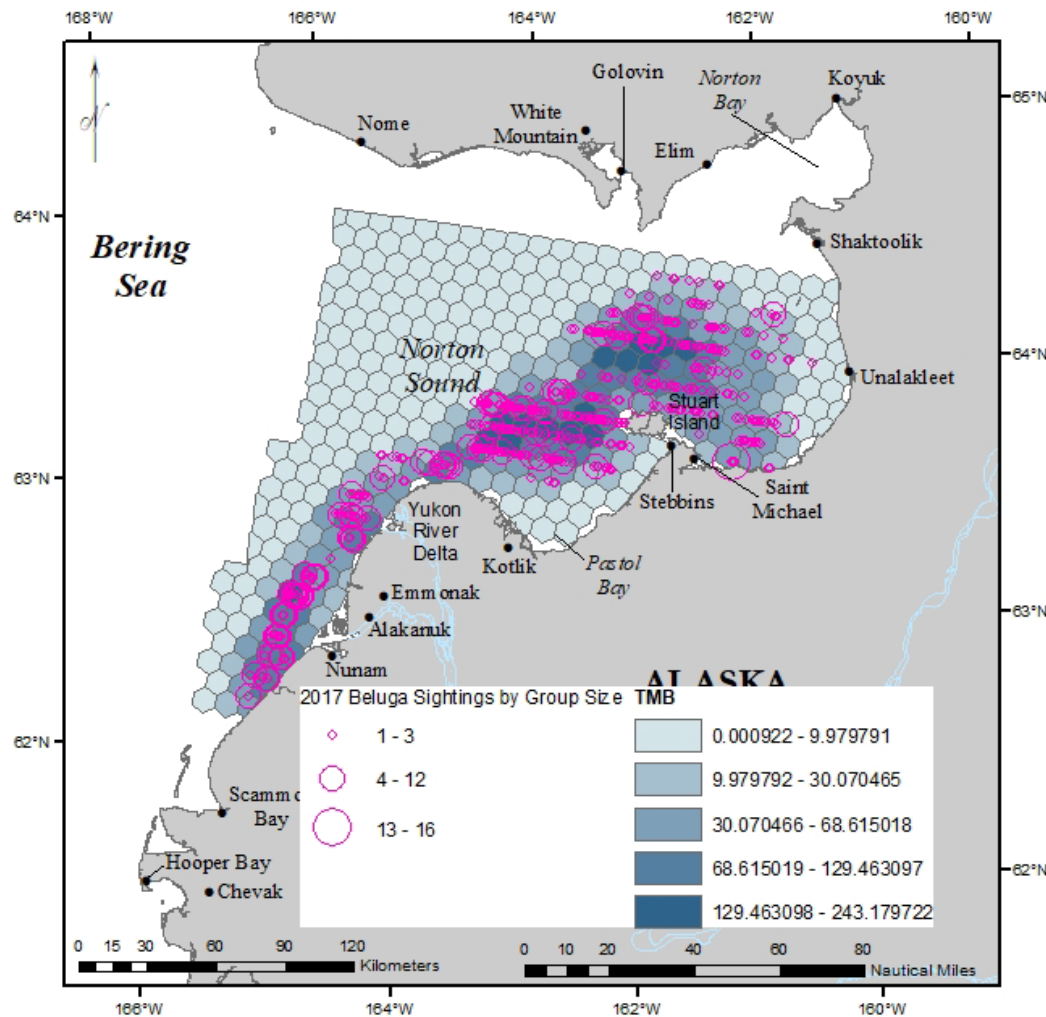 168°W 166°W 164°W 162°W 160°W
Golovin
Norton
Bay
Koyuk
65°N
N
Nome
White
Mountain
Elim
64°N
Shaktoolik
Bering
Sea
Norton
Sound
64°N
Unalakleet
Stuart
Island
63°N
Saint
Michael
Stebbins
Yukon
River
Delta
Kotlik
Pastol
Bay
Emmonak
63°N
Alakanuk
Nunam
ALASKA
2017 Beluga Sightings by Group Size TMB
1 - 3
4 - 12
13 - 16
0.000922 - 9.979791
9.979792 - 30.070465
30.070466 - 68.615018
68.615019 - 129.463097
129.463098 - 243.179722
62°N
Scammo
Bay
Hooper Bay
62°N
Chevak
0 15 30 60 90 120
Kilometers
0 10 20 40 60 80
Nautical Miles
166°W 164°W 162°W 160°W